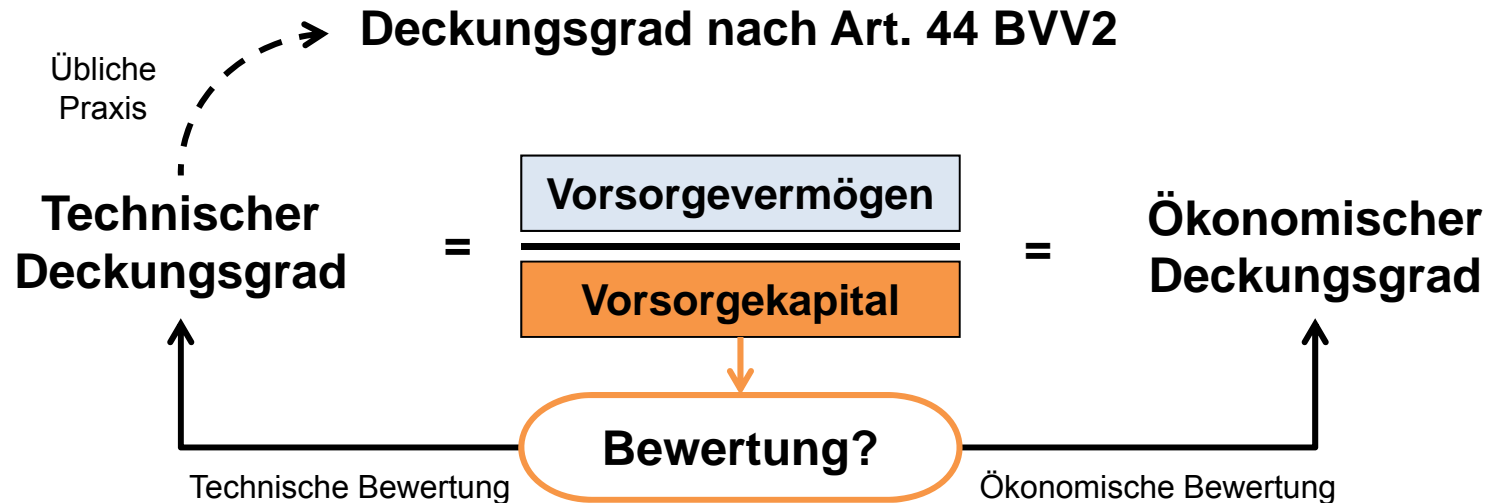 Deckungsgrad nach Art. 44 BVV2
Übliche
Praxis
Technischer
Deckungsgrad
=
Vorsorgevermögen
Vorsorgekapital
=
Ökonomischer
Deckungsgrad
Bewertung?
Technische Bewertung
Ökonomische Bewertung